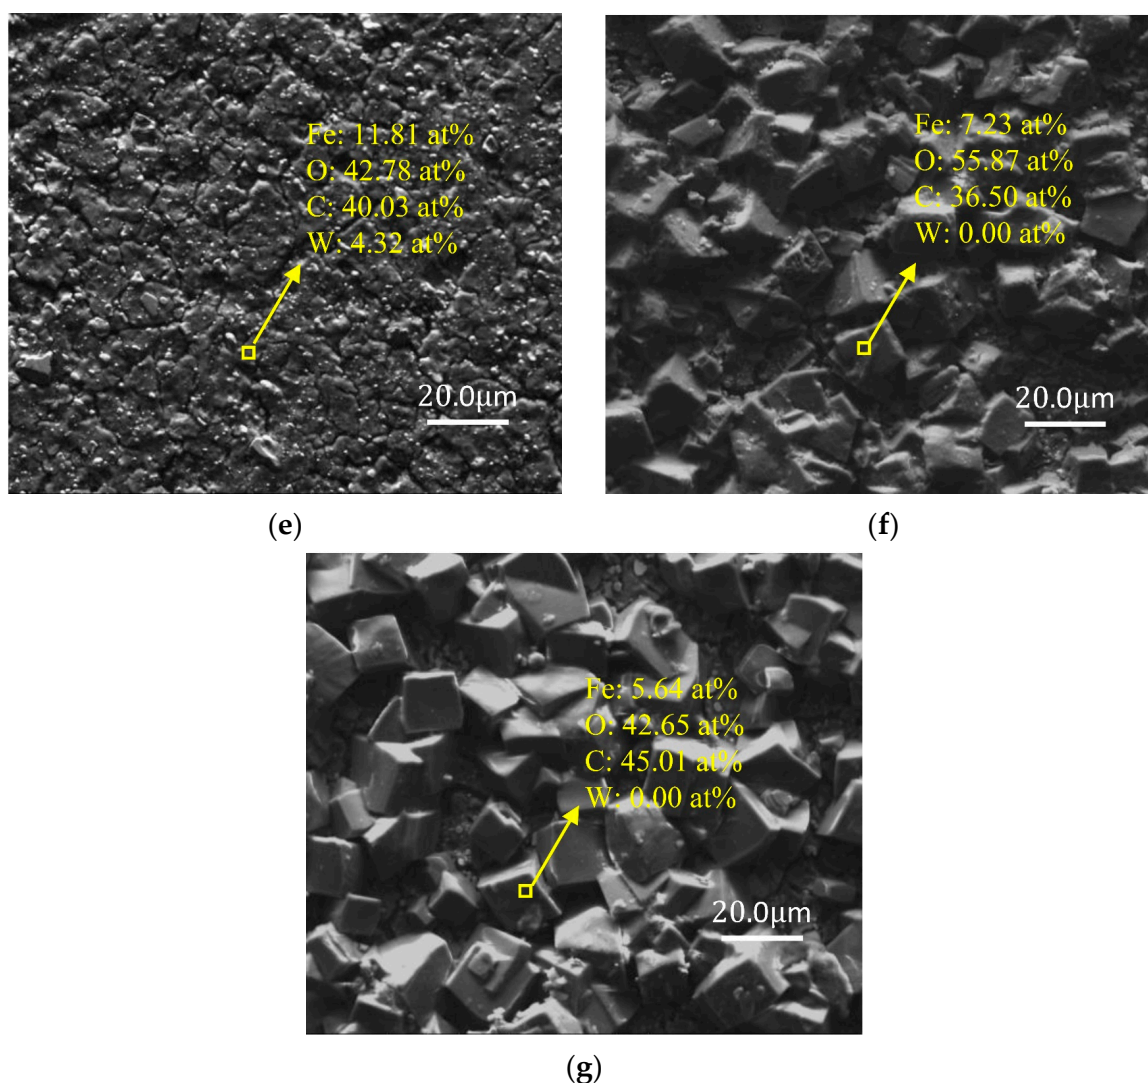 Fe: 11.81 at%
O: 42.78 at%
C: 40.03 at%
W: 4.32 at%
20.0μm
(e)
Fe: 7.23 at%
O: 55.87 at%
C: 36.50 at%
W: 0.00 at%
20.0μm
(f)
Fe: 5.64 at%
O: 42.65 at%
C: 45.01 at%
W: 0.00 at%
20.0μm
(g)